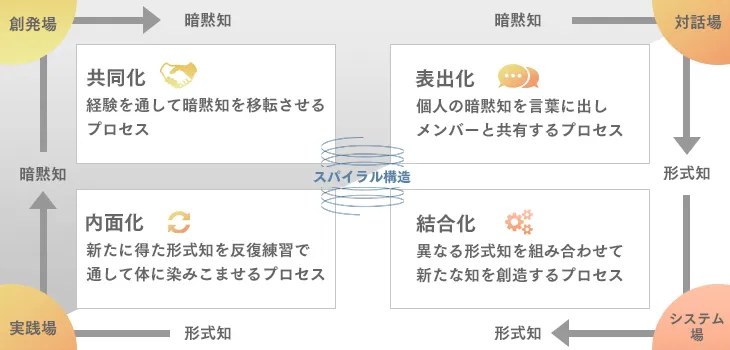 創発場
暗黙知
暗黙知
対話場
共同化
経験を通して暗黙知を移転させる
プロセス
表出化
個人の暗黙知を言葉に出し
メンバーと共有するプロセス
暗黙知
スパイラル構造
形式知
内面化
新たに得た形式知を反復練習で
通して体に染みこませるプロセス
結合化
異なる形式知を組み合わせて
新たな知を創造するプロセス
実践場
形式知
形式知
システム
場